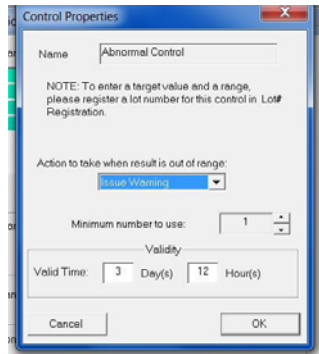 Control Properties
Name Abnormal Control
NOTE: To enter a target value and a range,
please register a lot number for this control in Lot#
Registration.
Action to take when result is out of range:
Issue Warning
Minimum number to use: 1
Validity
Valid Time: 3 Day(s) 12 Hour(s)
Cancel OK